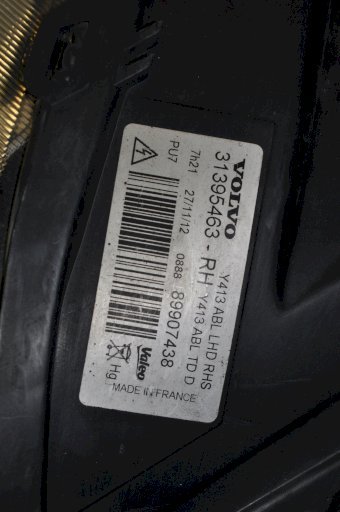 VOLVO
Y413 ABL LHD RHS
31395463 - RH Y413 ABL TD D
7h21 27/11/12 0888 89907438
PU7
Valeo
Hg
MADE IN FRANCE